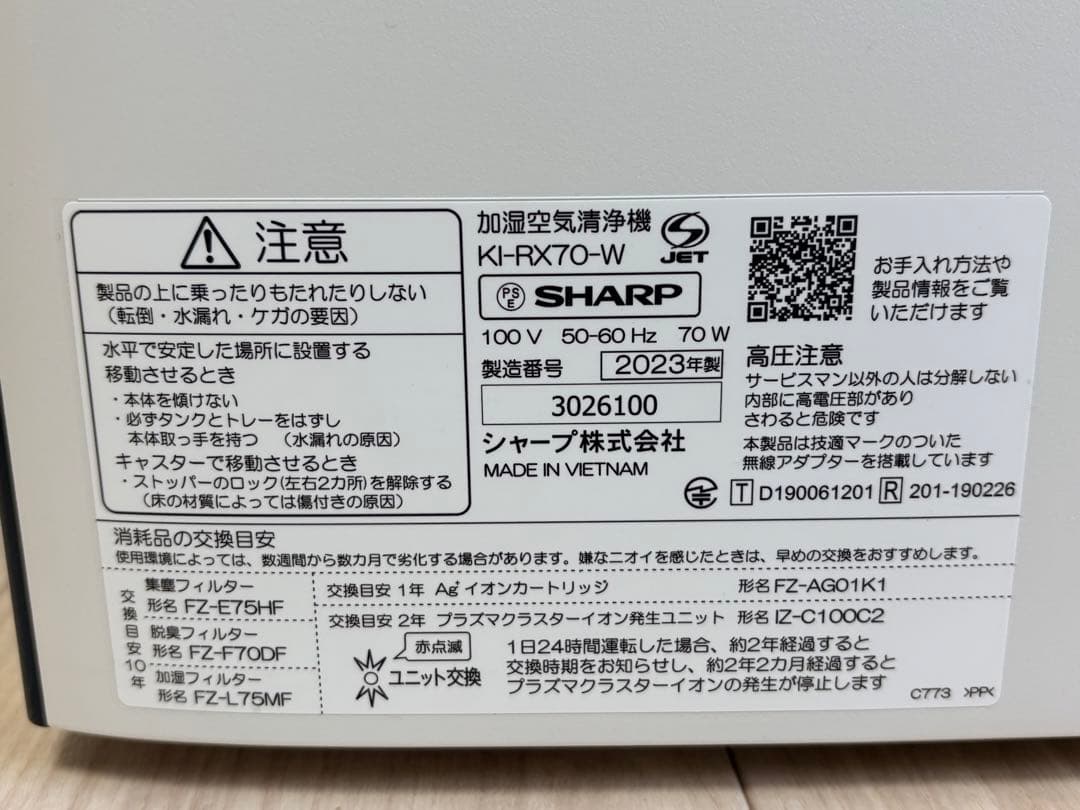 注意
製品の上に乗ったりもたれたりしない
(転倒・水漏れ・ケガの要因)
水平で安定した場所に設置する
移動させるとき
・本体を傾けない
・必ずタンクとトレーをはずし
本体取っ手を持つ (水漏れの原因)
キャスターで移動させるとき
・ストッパーのロック(左右2カ所)を解除する
(床の材質によっては傷付きの原因)
加湿空気清浄機
KI-RX70-W
JET
PS
E
SHARP
100 V 50-60 Hz 70 W
製造番号 2023年製
3026100
シャープ株式会社
MADE IN VIETNAM
お手入れ方法や
製品情報をご覧
いただけます
高圧注意
サービスマン以外の人は分解しない
内部に高電圧部があり
さわると危険です
本製品は技適マークのついた
無線アダプターを搭載しています
T D190061201 R 201-190226
消耗品の交換目安
使用環境によっては、数週間から数カ月で劣化する場合があります。嫌なニオイを感じたときは、早めの交換をおすすめします。
交換目安10年
集塵フィルター
形名 FZ-E75HF
脱臭フィルター
形名 FZ-F70DF
加湿フィルター
形名 FZ-L75MF
交換目安 1年 Ag+イオンカートリッジ 形名 FZ-AG01K1
交換目安 2年 プラズマクラスターイオン発生ユニット 形名 IZ-C100C2
赤点滅
ユニット交換
1日24時間運転した場合、約2年経過すると
交換時期をお知らせし、約2年2カ月経過すると
プラズマクラスターイオンの発生が停止します
C773 >PP<